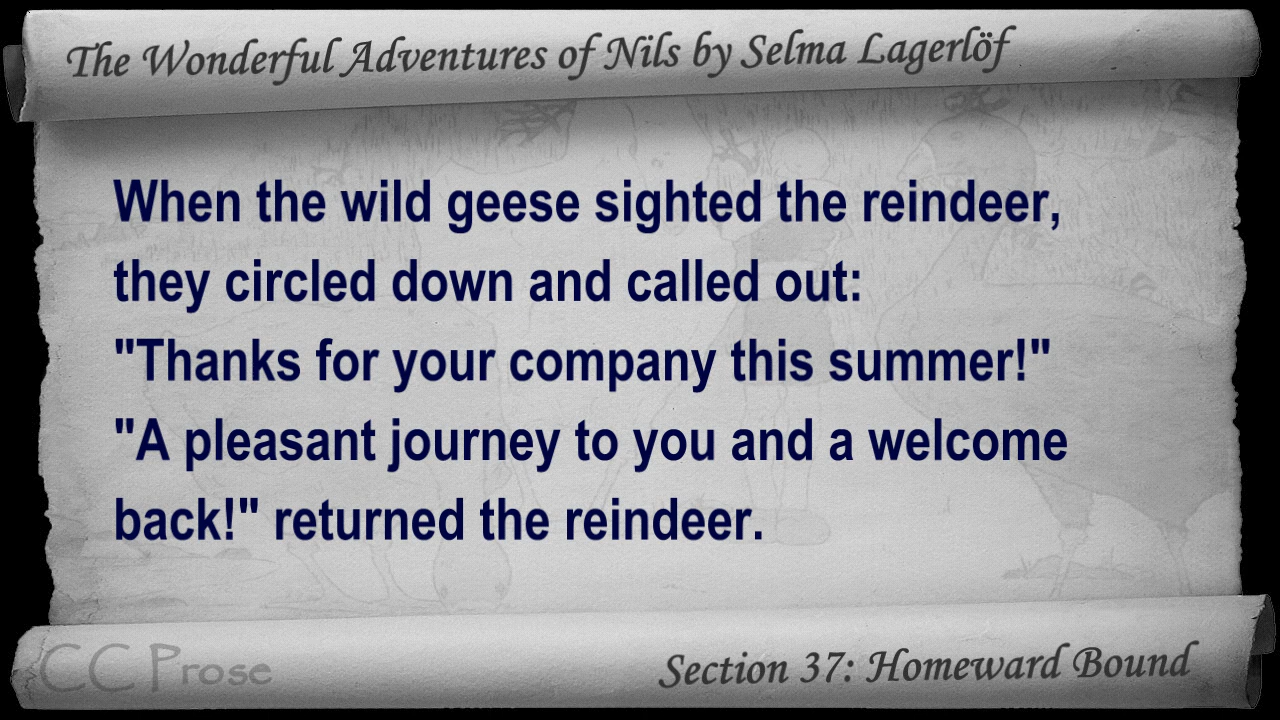 The Wonderful Adventures of Nils by Selma Lagerlöf
When the wild geese sighted the reindeer,
they circled down and called out:
"Thanks for your company this summer!"
"A pleasant journey to you and a welcome
back!" returned the reindeer.
CC Prose
Section 37: Homeward Bound